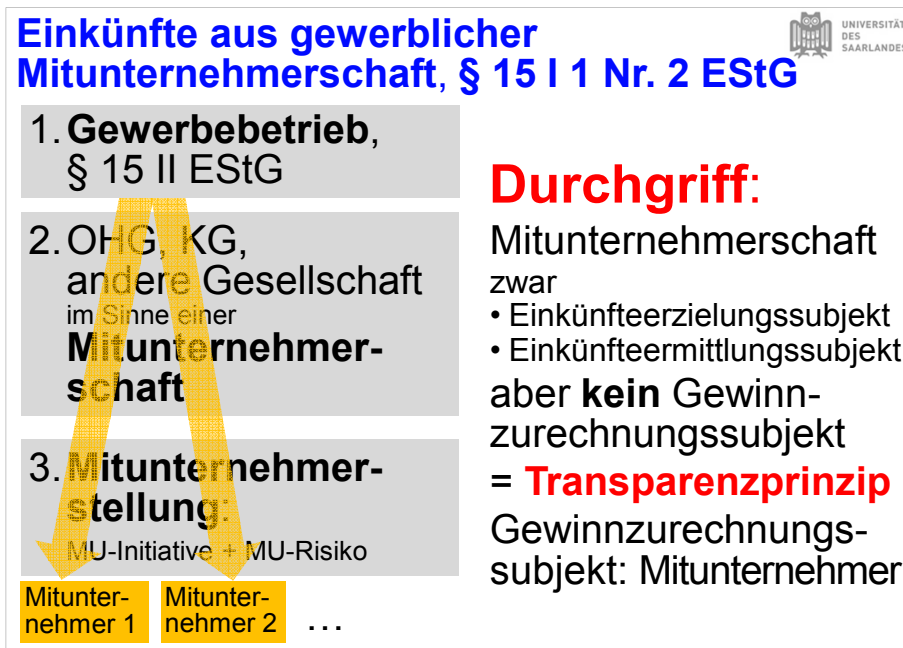 Einkünfte aus gewerblicher
Mitunternehmerschaft, § 15 I 1 Nr. 2 EStG
UNIVERSITÄT
DES
SAARLANDES
1. Gewerbebetrieb,
§ 15 II EStG
2. OHG, KG,
andere Gesellschaft
im Sinne einer
Mitunternehmer-
schaft
3. Mitunternehmer-
stellung:
MU-Initiative + MU-Risiko
Mitunter-
nehmer 1
Mitunter-
nehmer 2
…
Durchgriff:
Mitunternehmerschaft
zwar
• Einkünfteerzielungssubjekt
• Einkünfteermittlungssubjekt
aber kein Gewinn-
zurechnungssubjekt
= Transparenzprinzip
Gewinnzurechnungs-
subjekt: Mitunternehmer